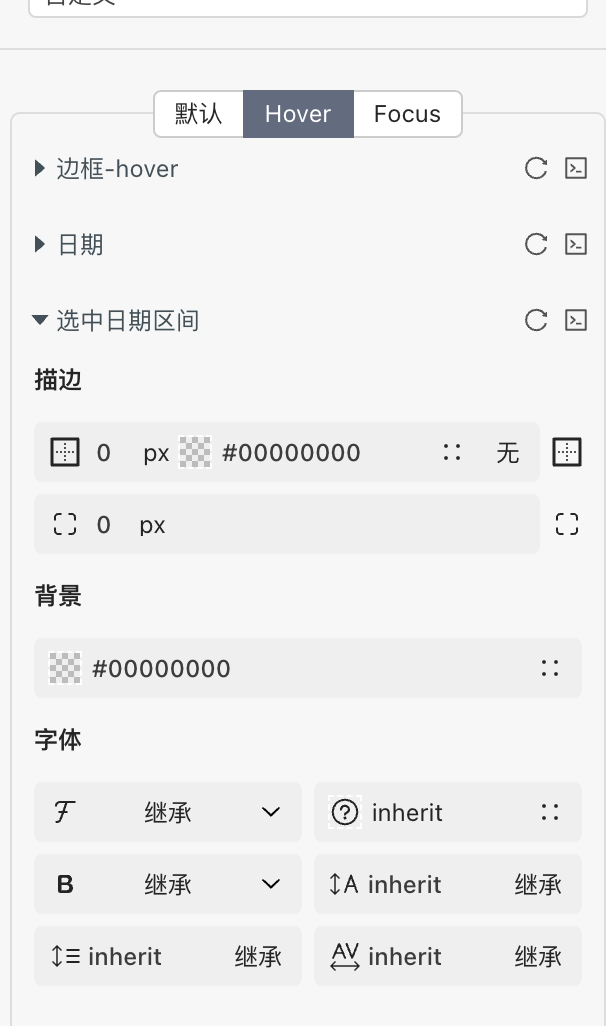 默认 Hover Focus
边框-hover
日期
选中日期区间
描边
0 px #00000000 无
0 px
背景
#00000000
字体
继承 inherit
B 继承 A inherit 继承
inherit 继承 AV inherit 继承